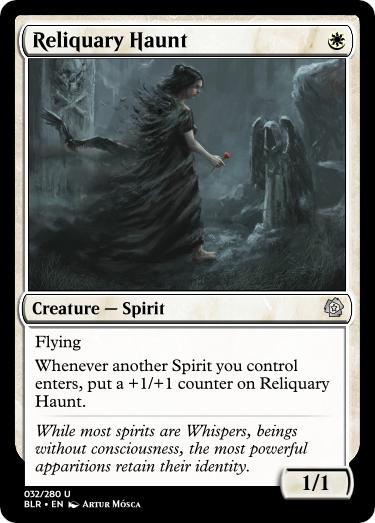 Reliquary Haunt
Creature — Spirit
Flying
Whenever another Spirit you control
enters, put a +1/+1 counter on Reliquary
Haunt.
While most spirits are Whispers, beings
without consciousness, the most powerful
apparitions retain their identity.
1/1
032/280 U
BLR • EN Artur Mósca